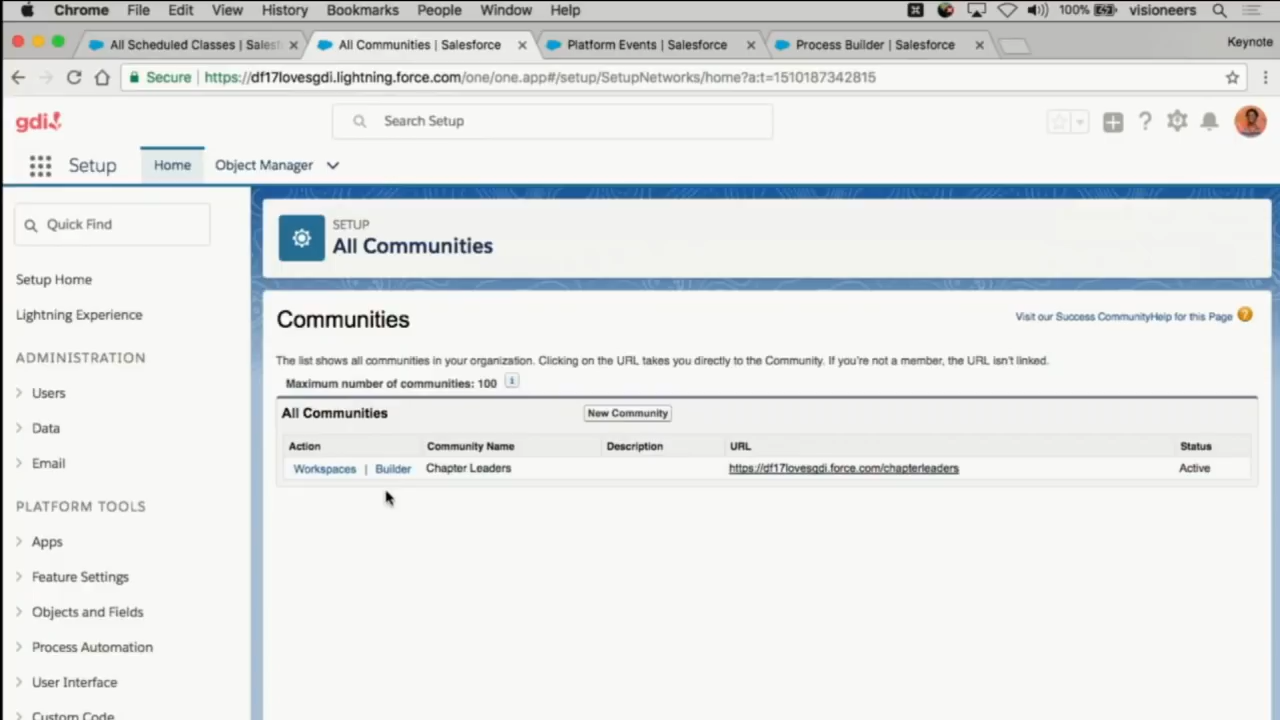 Chrome File Edit View History Bookmarks People Window Help 100% visioneers
All Scheduled Classes | Sales
All Communities | Salesforce
Platform Events | Salesforce
Process Builder | Salesforce
Keynote
Secure https://df17lovesgdi.lightning.force.com/one/one.app#/setup/SetupNetworks/home?a:t=1510187342815
gdi
Search Setup
Setup Home Object Manager
Quick Find
Setup Home
Lightning Experience
ADMINISTRATION
Users
Data
Email
PLATFORM TOOLS
Apps
Feature Settings
Objects and Fields
Process Automation
User Interface
Custom Code
SETUP
All Communities
Communities
Visit our Success CommunityHelp for this Page
The list shows all communities in your organization. Clicking on the URL takes you directly to the Community. If you're not a member, the URL isn't linked.
Maximum number of communities: 100
All Communities New Community
Action Community Name Description URL Status
Workspaces | Builder Chapter Leaders https://df17lovesgdi.force.com/chapterleaders Active